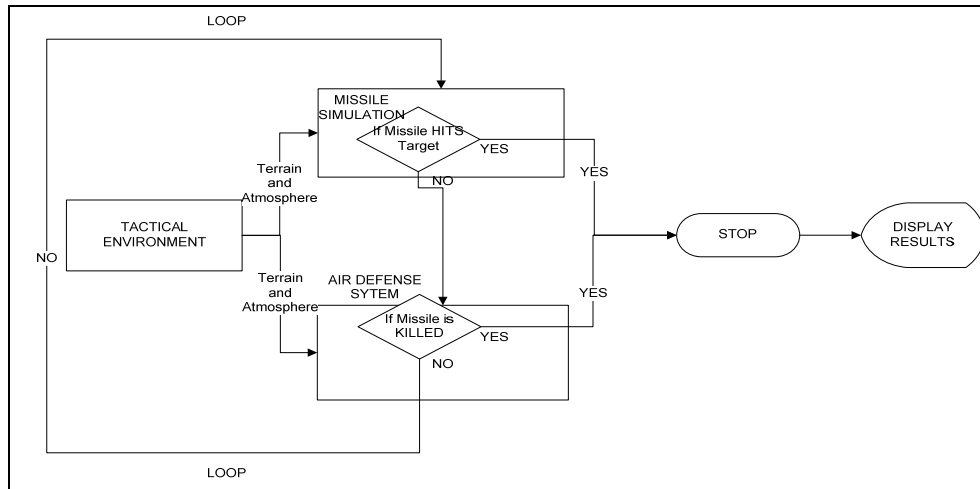 LOOP
MISSILE
SIMULATION
If Missile HITS
Target
YES
NO
YES
Terrain
and
Atmosphere
TACTICAL
ENVIRONMENT
STOP
DISPLAY
RESULTS
NO
Terrain
and
Atmosphere
AIR DEFENSE
SYTEM
YES
If Missile is
KILLED
YES
NO
LOOP